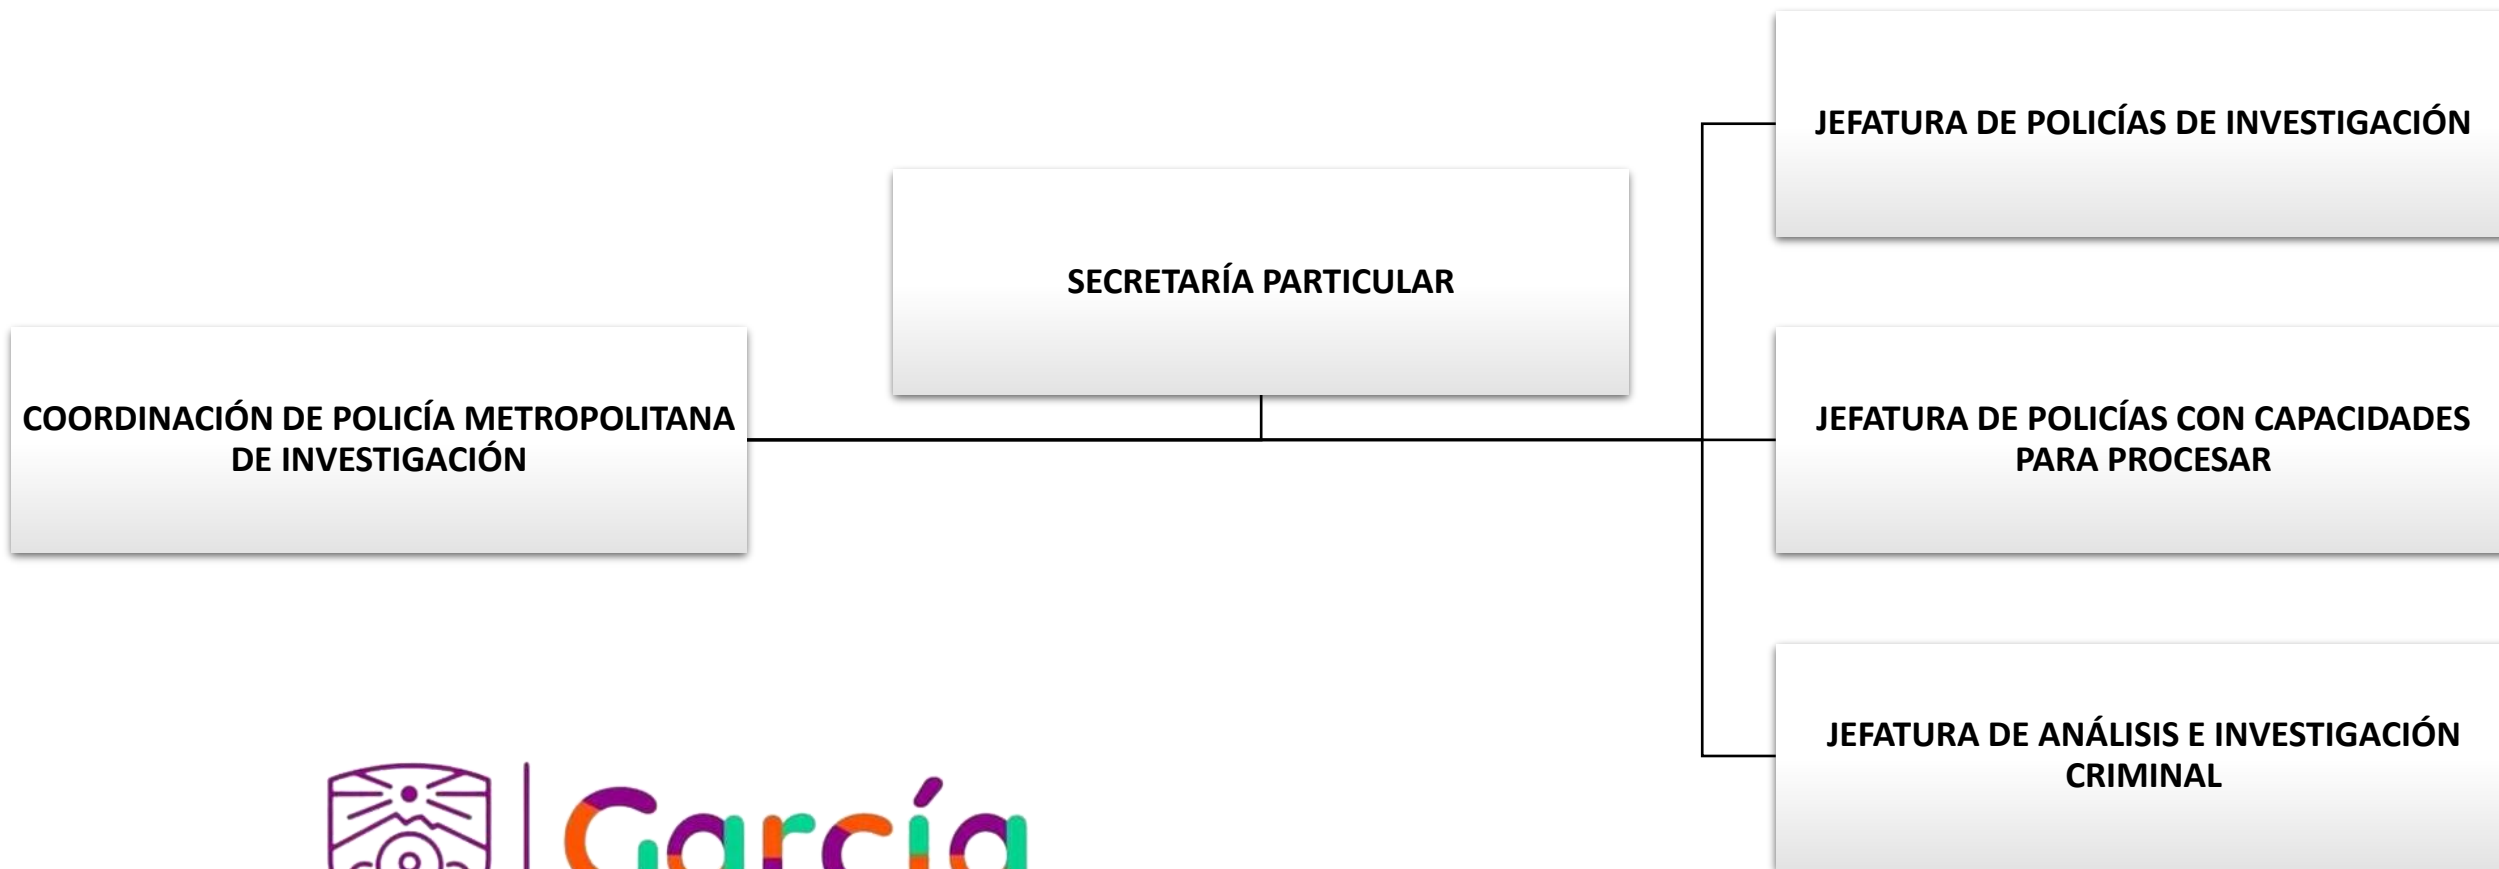 JEFATURA DE POLICÍAS DE INVESTIGACIÓN
SECRETARÍA PARTICULAR
COORDINACIÓN DE POLICÍA METROPOLITANA
DE INVESTIGACIÓN
JEFATURA DE POLICÍAS CON CAPACIDADES
PARA PROCESAR
JEFATURA DE ANÁLISIS E INVESTIGACIÓN
CRIMINAL
García